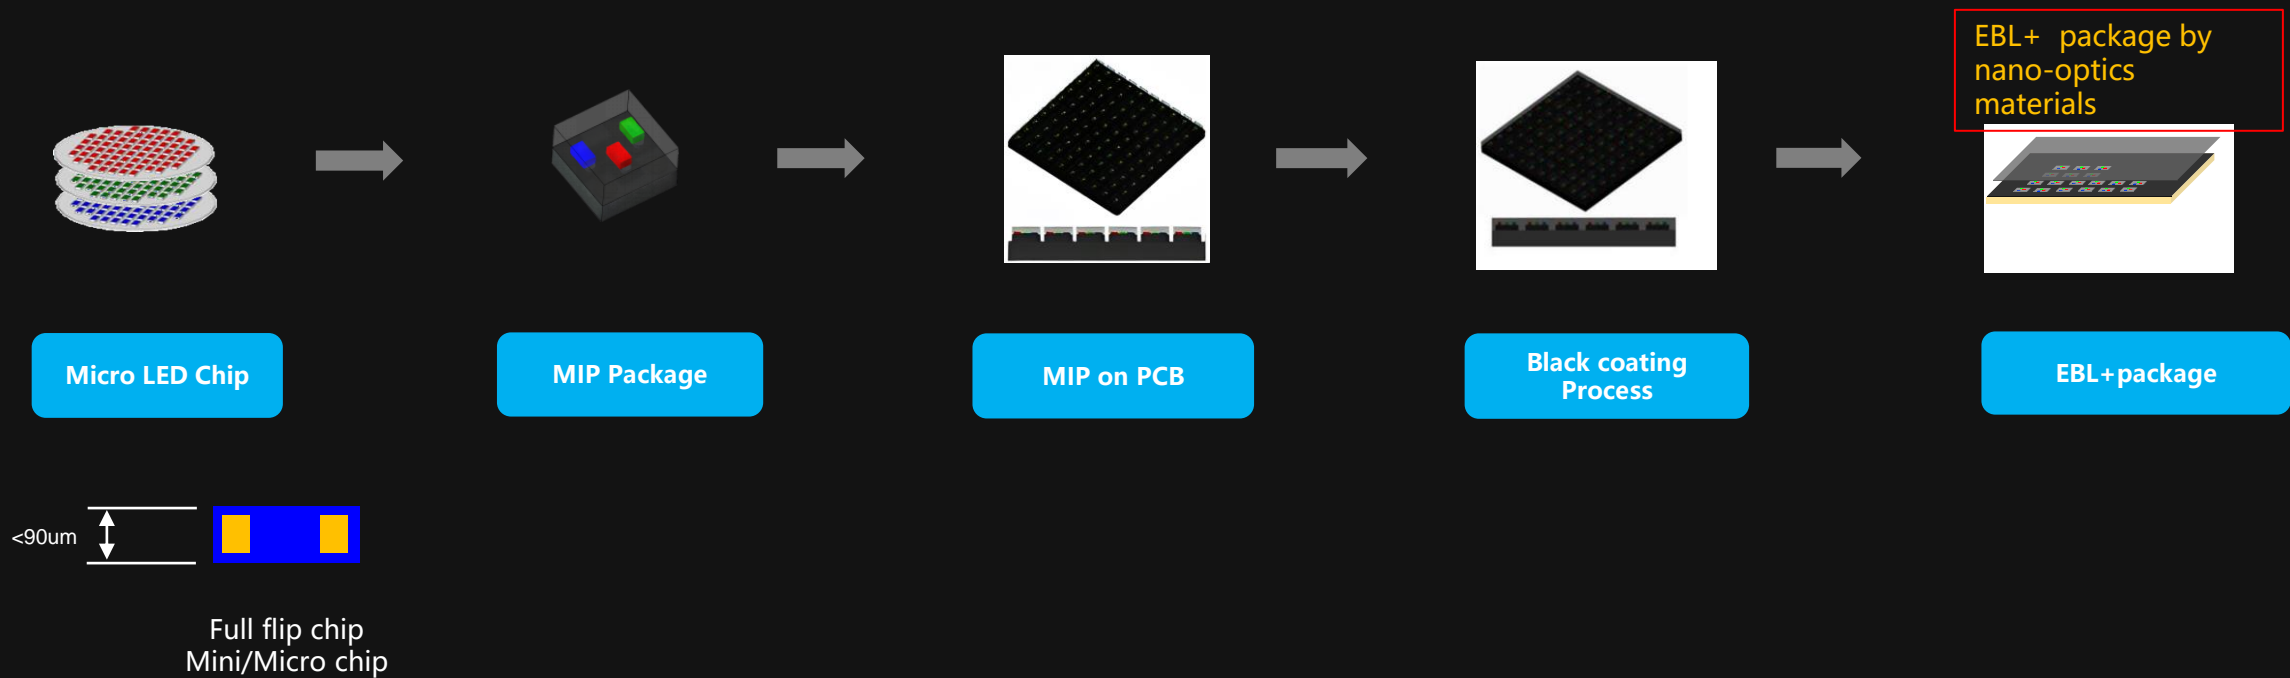 EBL+  package by
nano-optics
materials
Micro LED Chip
MIP Package
MIP on PCB
Black coating
Process
EBL+package
<90um
Full flip chip
Mini/Micro chip